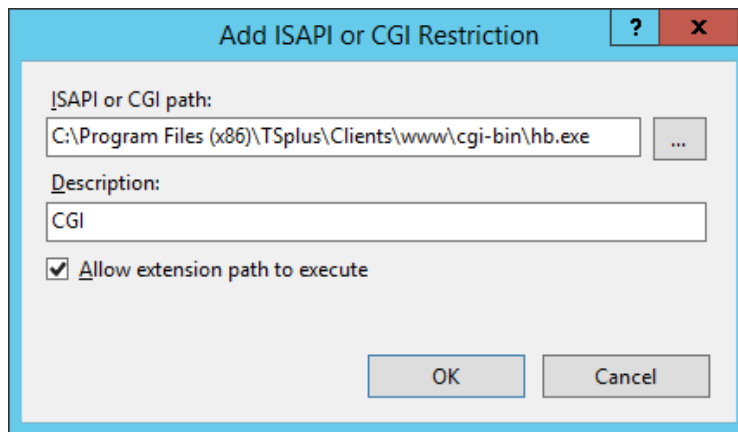 Add ISAPI or CGI Restriction
?
x
ISAPI or CGI path:
C:\Program Files (x86)\TSplus\Clients\www\cgi-bin\hb.exe
...
Description:
CGI
Allow extension path to execute
OK
Cancel